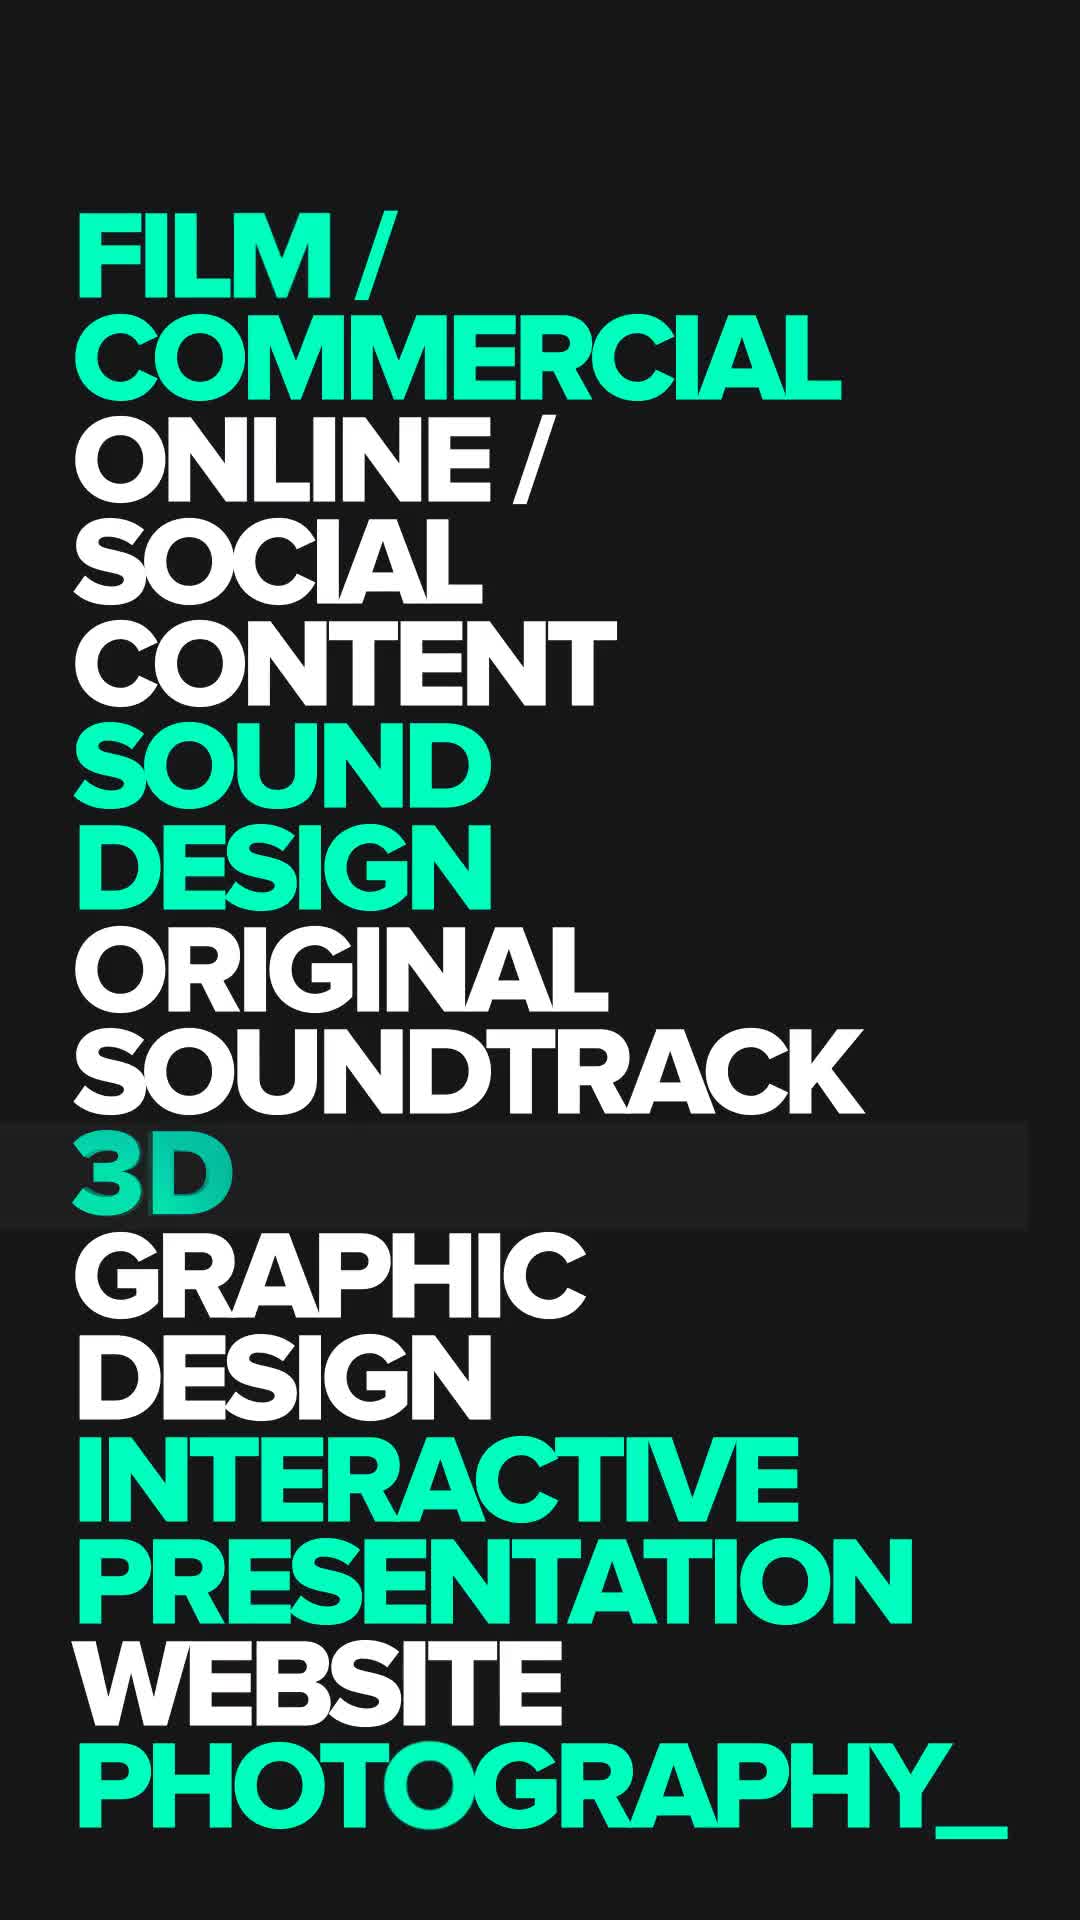 FILM /
COMMERCIAL
ONLINE /
SOCIAL
CONTENT
SOUND
DESIGN
ORIGINAL
SOUNDTRACK
3D
GRAPHIC
DESIGN
INTERACTIVE
PRESENTATION
WEBSITE
PHOTOGRAPHY_